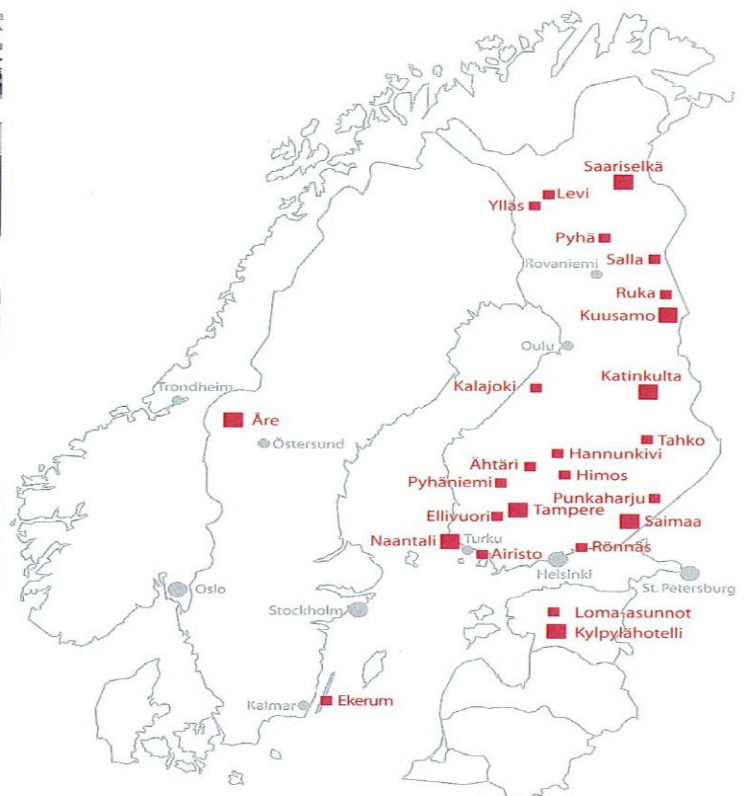 Saariselkä
Levi
Ylläs
Pyhä
Rovaniemi
Salla
Ruka
Kuusamo
Oulu
Trondheim
Kalajoki
Katinkulta
Åre
Östersund
Tahko
Hannunkivi
Ähtäri
Himos
Pyhäniemi
Punkaharju
Ellivuori
Tampere
Saimaa
Naantali
Turku
Airisto
Rönnäs
Helsinki
St. Petersburg
Oslo
Stockholm
Loma-asunnot
Kylpylähotelli
Kalmar
Ekerum